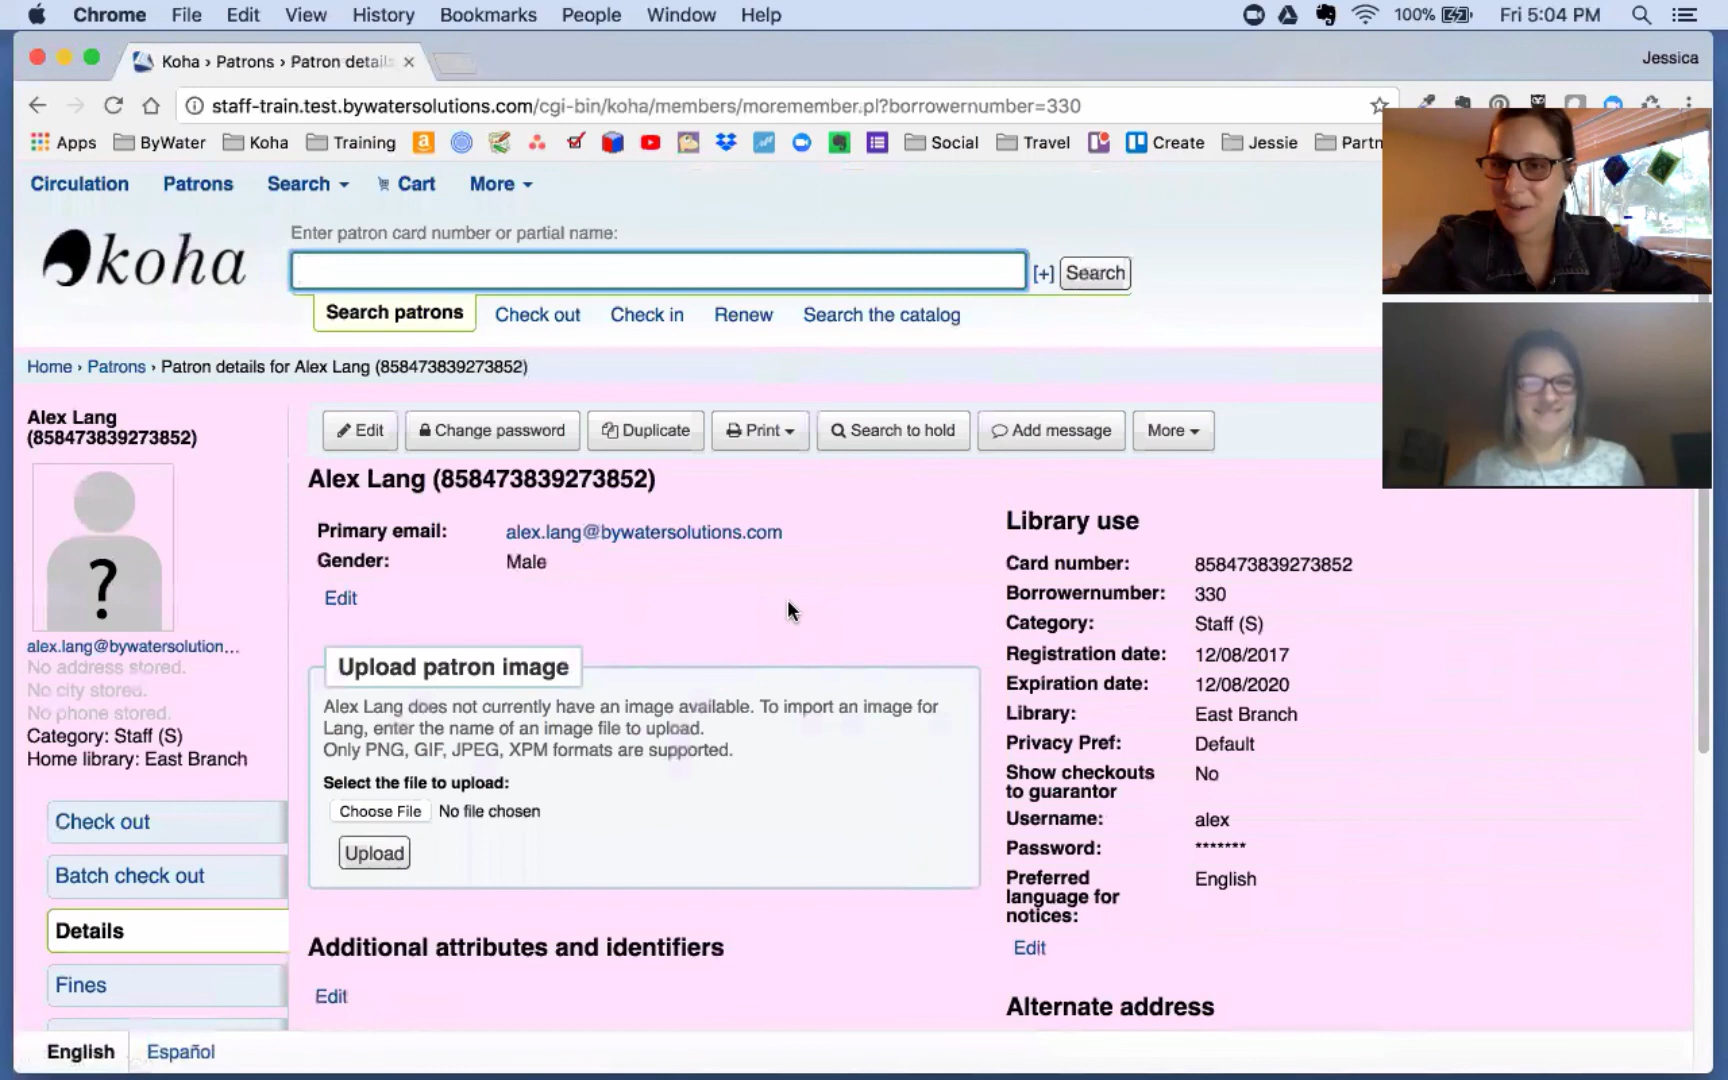 Chrome File Edit View History Bookmarks People Window Help 100% Fri 5:04 PM
Koha › Patrons › Patron details Jessica
staff-train.test.bywatersolutions.com/cgi-bin/koha/members/moremember.pl?borrowernumber=330
Apps ByWater Koha Training Social Travel Create Jessie Partn
Circulation Patrons Search Cart More
Enter patron card number or partial name:
koha
[+] Search
Search patrons Check out Check in Renew Search the catalog
Home › Patrons › Patron details for Alex Lang (858473839273852)
Alex Lang
(858473839273852)
?
alex.lang@bywatersolution...
No address stored.
No city stored.
No phone stored.
Category: Staff (S)
Home library: East Branch
Check out
Batch check out
Details
Fines
Edit Change password Duplicate Print Search to hold Add message More
Alex Lang (858473839273852)
Primary email: alex.lang@bywatersolutions.com
Gender: Male
Edit
Upload patron image
Alex Lang does not currently have an image available. To import an image for
Lang, enter the name of an image file to upload.
Only PNG, GIF, JPEG, XPM formats are supported.
Select the file to upload:
Choose File No file chosen
Upload
Additional attributes and identifiers
Edit
Library use
Card number: 858473839273852
Borrowernumber: 330
Category: Staff (S)
Registration date: 12/08/2017
Expiration date: 12/08/2020
Library: East Branch
Privacy Pref: Default
Show checkouts No
to guarantor
Username: alex
Password: *******
Preferred English
language for
notices:
Edit
Alternate address
English Español